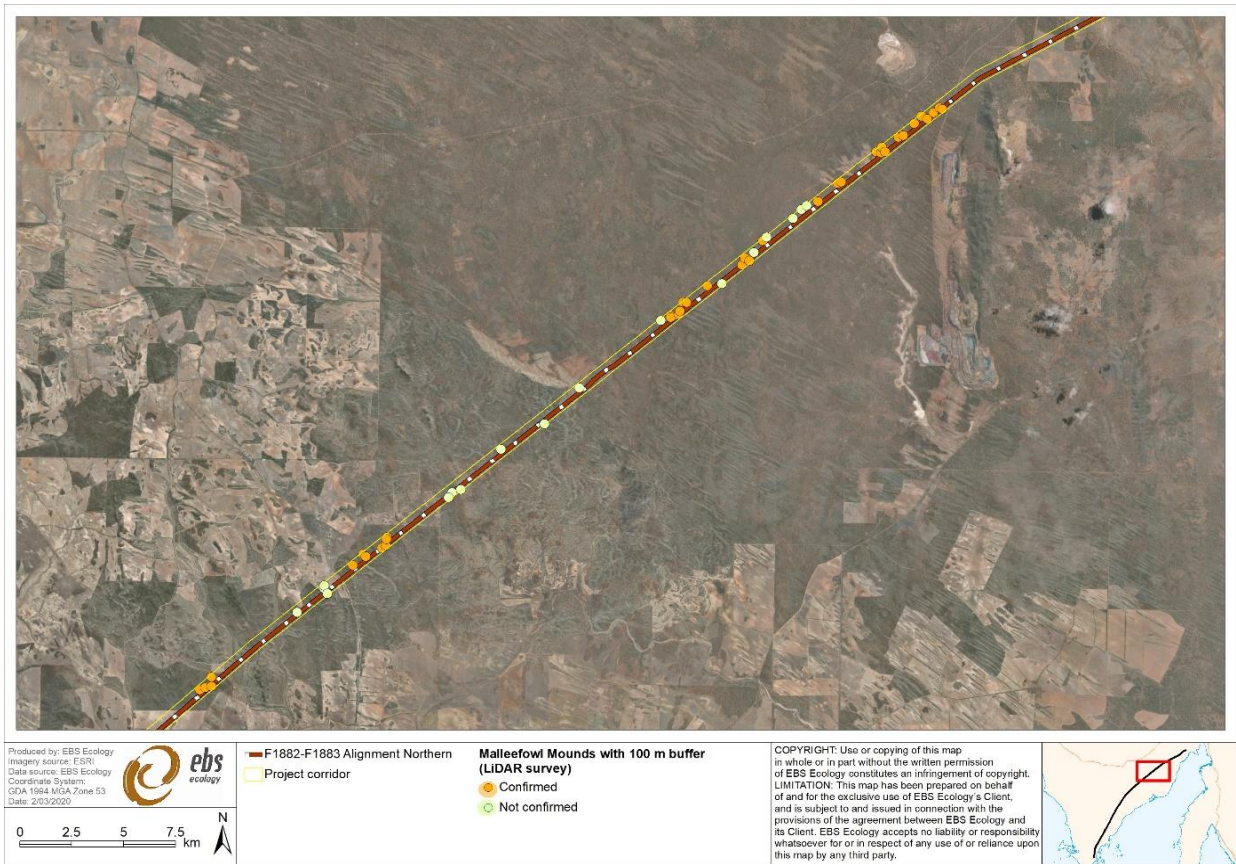 Produced by: EBS Ecology
Imagery source: ESRI
Data source: EBS Ecology
Coordinate System:
GDA 1994 MGA Zone 53
Date: 2/03/2020
ebs
ecology
0 2.5 5 7.5
km
N
F1882-F1883 Alignment Northern
Project corridor
Malleefowl Mounds with 100 m buffer
(LiDAR survey)
Confirmed
Not confirmed
COPYRIGHT: Use or copying of this map
in whole or in part without the written permission
of EBS Ecology constitutes an infringement of copyright.
LIMITATION: This map has been prepared on behalf
of and for the exclusive use of EBS Ecology's Client,
and is subject to and issued in connection with the
provisions of the agreement between EBS Ecology and
its Client. EBS Ecology accepts no liability or responsibility
whatsoever for or in respect of any use of or reliance upon
this map by any third party.